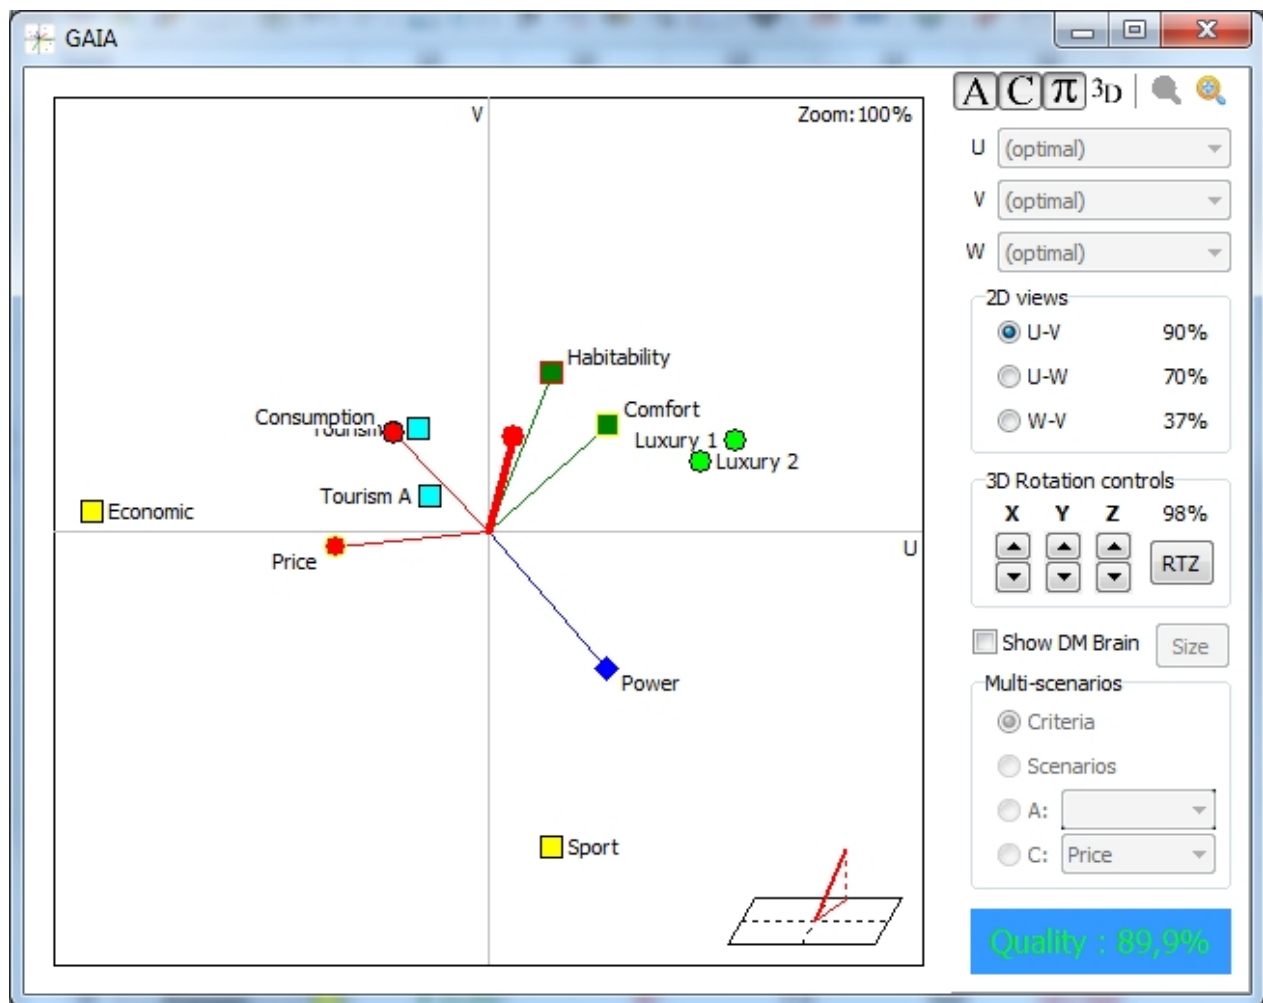 GAIA
V
Zoom: 100%
Habitability
Comfort
Consumption
Luxury 1
Luxury 2
Tourism A
Economic
U
Price
Power
Sport
A C π 3D
U (optimal)
V (optimal)
W (optimal)
2D views
U-V 90%
U-W 70%
W-V 37%
3D Rotation controls
X Y Z 98%
RTZ
Show DM Brain Size
Multi-scenarios
Criteria
Scenarios
A:
C: Price
Quality : 89,9%